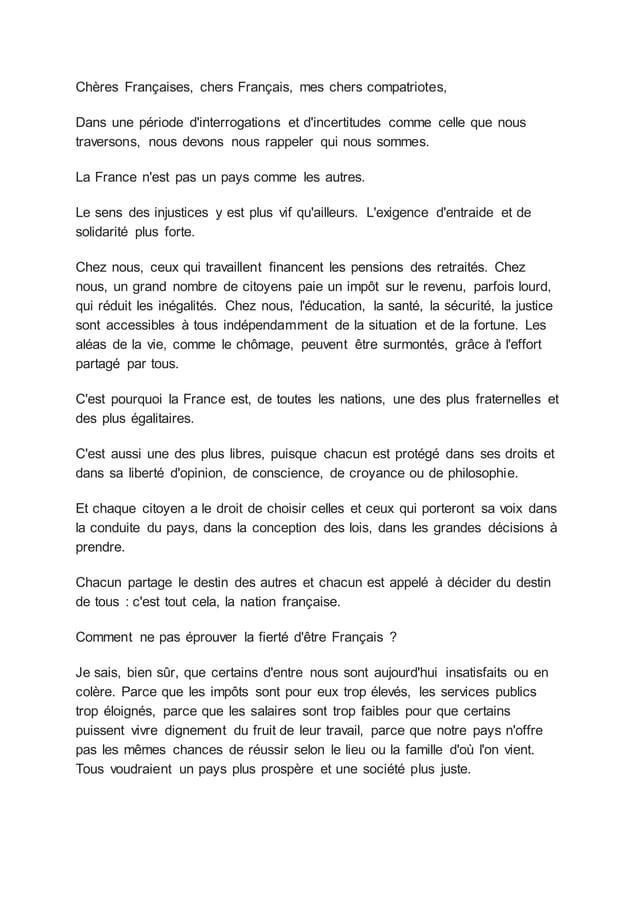 Chères Françaises, chers Français, mes chers compatriotes,
Dans une période d'interrogations et d'incertitudes comme celle que nous
traversons, nous devons nous rappeler qui nous sommes.
La France n'est pas un pays comme les autres.
Le sens des injustices y est plus vif qu'ailleurs. L'exigence d'entraide et de
solidarité plus forte.
Chez nous, ceux qui travaillent financent les pensions des retraités. Chez
nous, un grand nombre de citoyens paie un impôt sur le revenu, parfois lourd,
qui réduit les inégalités. Chez nous, l'éducation, la santé, la sécurité, la justice
sont accessibles à tous indépendamment de la situation et de la fortune. Les
aléas de la vie, comme le chômage, peuvent être surmontés, grâce à l'effort
partagé par tous.
C'est pourquoi la France est, de toutes les nations, une des plus fraternelles et
des plus égalitaires.
C'est aussi une des plus libres, puisque chacun est protégé dans ses droits et
dans sa liberté d'opinion, de conscience, de croyance ou de philosophie.
Et chaque citoyen a le droit de choisir celles et ceux qui porteront sa voix dans
la conduite du pays, dans la conception des lois, dans les grandes décisions à
prendre.
Chacun partage le destin des autres et chacun est appelé à décider du destin
de tous : c'est tout cela, la nation française.
Comment ne pas éprouver la fierté d'être Français ?
Je sais, bien sûr, que certains d'entre nous sont aujourd'hui insatisfaits ou en
colère. Parce que les impôts sont pour eux trop élevés, les services publics
trop éloignés, parce que les salaires sont trop faibles pour que certains
puissent vivre dignement du fruit de leur travail, parce que notre pays n'offre
pas les mêmes chances de réussir selon le lieu ou la famille d'où l'on vient.
Tous voudraient un pays plus prospère et une société plus juste.